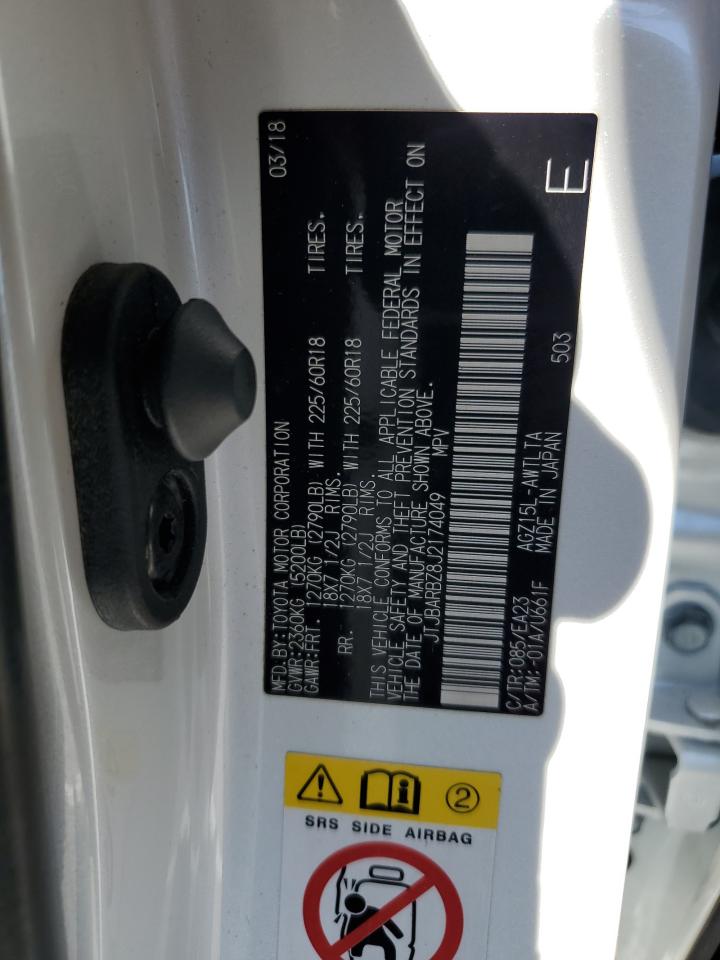 MFD.BY:TOYOTA MOTOR CORPORATION 03/18
GVWR:2360KG (5200LB)
GAWR:FRT. 1270KG (2790LB) WITH 225/60R18 TIRES.
18X7 1/2J RIMS.
RR. 1270KG (2790LB) WITH 225/60R18 TIRES.
18X7 1/2J RIMS.
THIS VEHICLE CONFORMS TO ALL APPLICABLE FEDERAL MOTOR
VEHICLE SAFETY AND THEFT PREVENTION STANDARDS IN EFFECT ON
THE DATE OF MANUFACTURE SHOWN ABOVE.
JTJBARBZ8J2174049 MPV
C/TR:085/EA23 AGZ15L-AWTLTA 503 E
A/TM:-01A/U661F MADE IN JAPAN
2
SRS SIDE AIRBAG